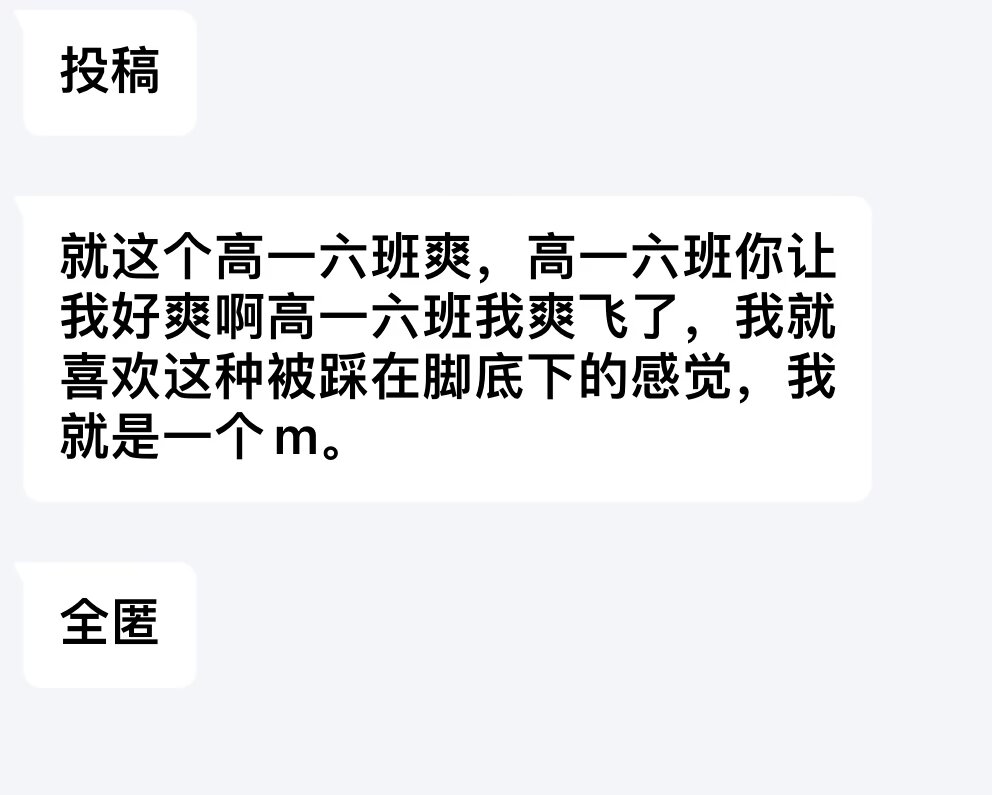 投稿
就这个高一六班爽，高一六班你让
我好爽啊高一六班我爽飞了，我就
喜欢这种被踩在脚底下的感觉，我
就是一个 m。
全匿